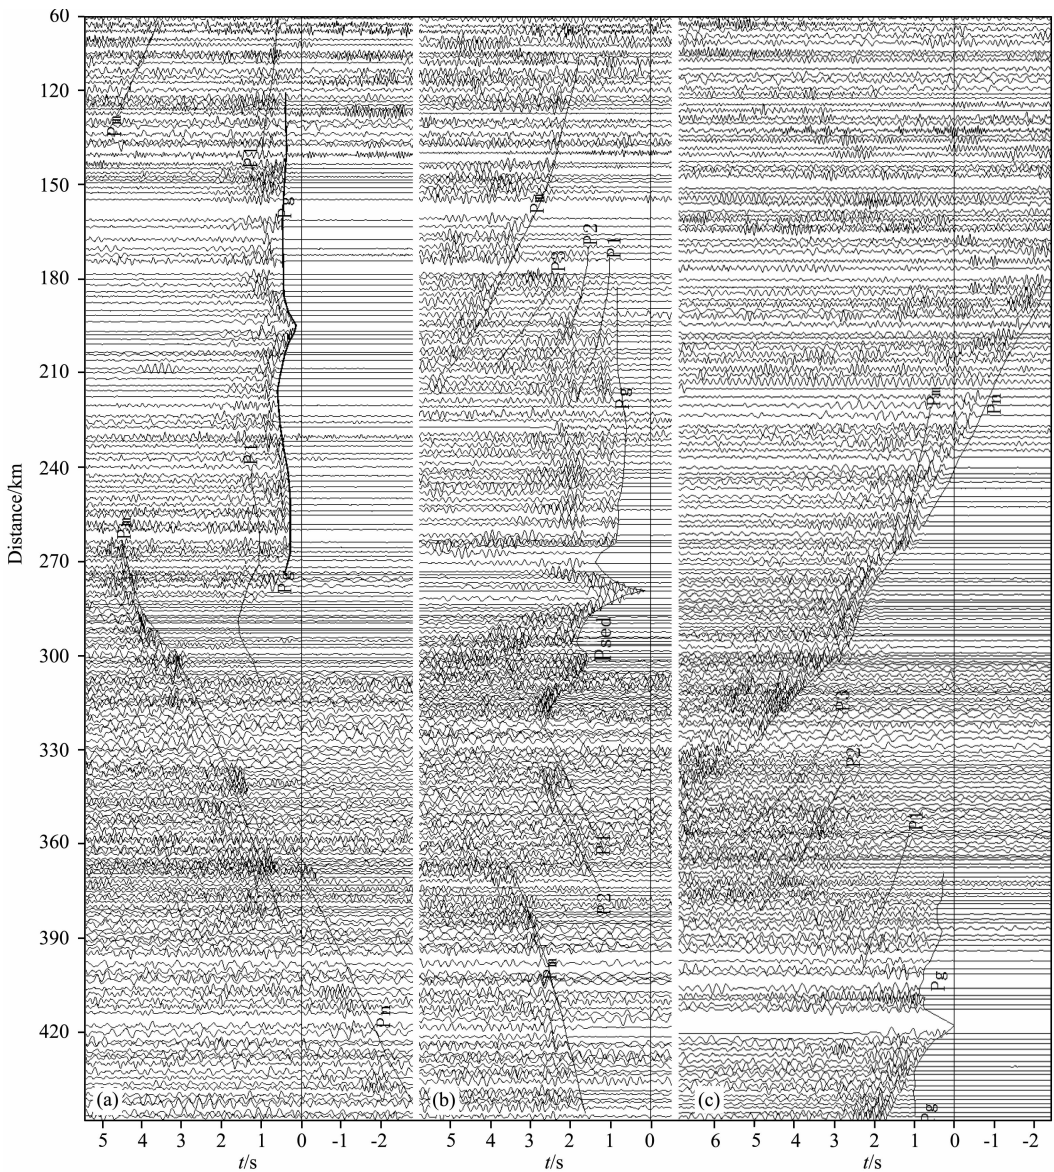 60
120
150
180
210
240
270
300
330
360
390
420
Distance/km
Pm
P1
Pg
P1
Pm
Pg
Pn
(a)
Pm
P2
P1
P3
Pg
Psed
P1
P2
Pm
(b)
Pm
Pn
P3
P2
P1
Pg
Pg
(c)
5 4 3 2 1 0 -1 -2
5 4 3 2 1 0
6 5 4 3 2 1 0 -1 -2
t/s
t/s
t/s